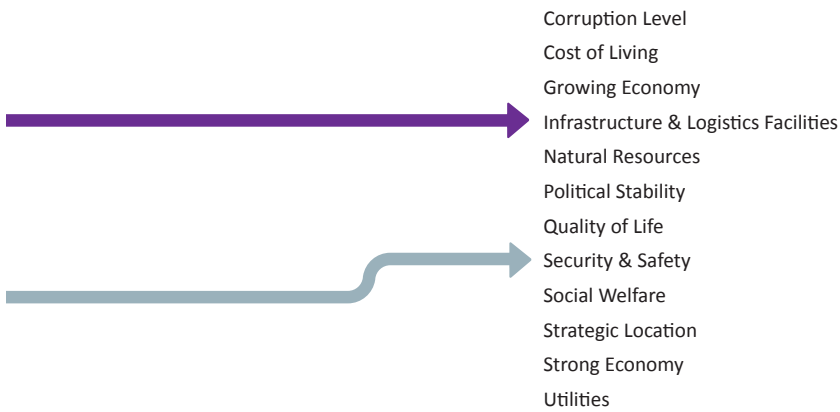 Corruption Level
Cost of Living
Growing Economy
Infrastructure & Logistics Facilities
Natural Resources
Political Stability
Quality of Life
Security & Safety
Social Welfare
Strategic Location
Strong Economy
Utilities